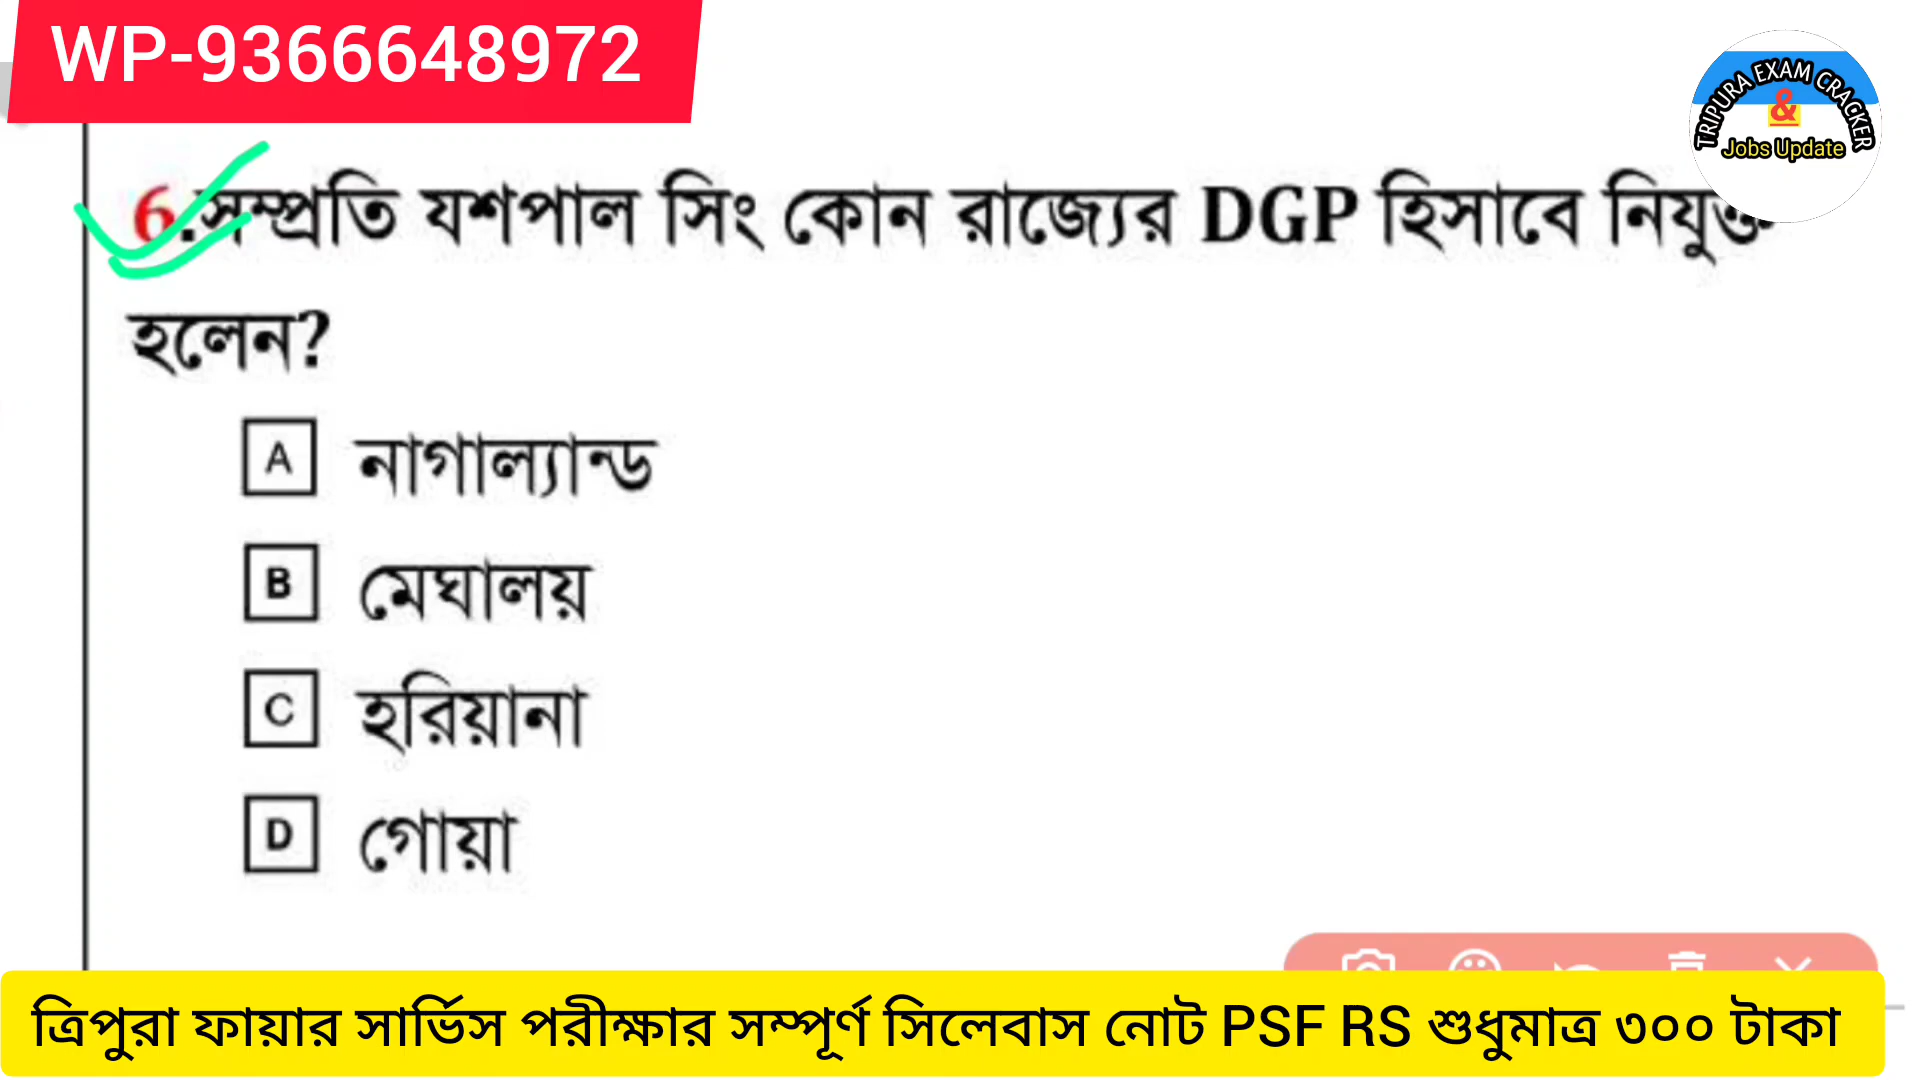 WP-9366648972
TRIPURA EXAM CRACKER
&
Jobs Update
6.সম্প্রতি যশপাল সিং কোন রাজ্যের DGP হিসাবে নিযুক্ত
হলেন?
A নাগাল্যান্ড
B মেঘালয়
C হরিয়ানা
D গোয়া
ত্রিপুরা ফায়ার সার্ভিস পরীক্ষার সম্পূর্ণ সিলেবাস নোট PSF RS শুধুমাত্র ৩০০ টাকা